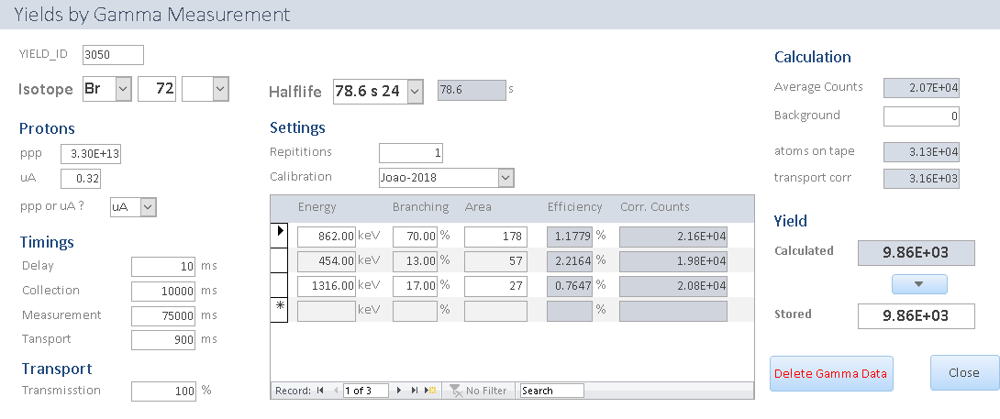 Yields by Gamma Measurement
YIELD_ID 3050
Isotope Br 72
Halflife 78.6 s 24 78.6 s
Protons
ppp 3.30E+13
uA 0.32
ppp or uA ? uA
Timings
Delay 10 ms
Collection 10000 ms
Measurement 75000 ms
Tansport 900 ms
Transport
Transmisstion 100 %
Settings
Repititions 1
Calibration Joao-2018
Energy Branching Area Efficiency Corr. Counts
862.00 keV 70.00 % 178 1.1779 % 2.16E+04
454.00 keV 13.00 % 57 2.2164 % 1.98E+04
1316.00 keV 17.00 % 27 0.7647 % 2.08E+04
* keV % %
Record: 1 of 3 No Filter Search
Calculation
Average Counts 2.07E+04
Background 0
atoms on tape 3.13E+04
transport corr 3.16E+03
Yield
Calculated 9.86E+03
Stored 9.86E+03
Delete Gamma Data Close